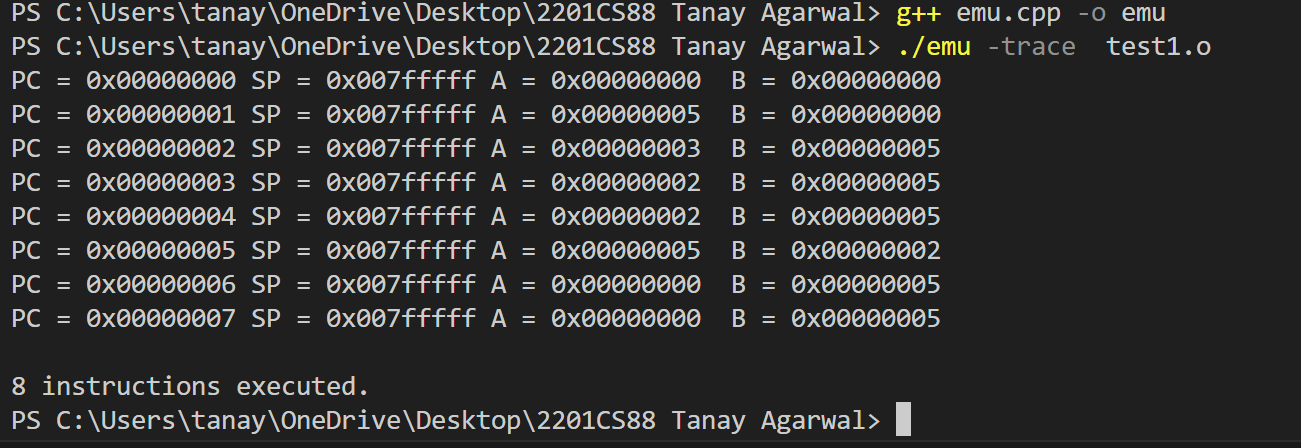 PS C:\Users\tanay\OneDrive\Desktop\2201CS88 Tanay Agarwal> g++ emu.cpp -o emu
PS C:\Users\tanay\OneDrive\Desktop\2201CS88 Tanay Agarwal> ./emu -trace  test1.o
PC = 0x00000000 SP = 0x007fffff A = 0x00000000  B = 0x00000000
PC = 0x00000001 SP = 0x007fffff A = 0x00000005  B = 0x00000000
PC = 0x00000002 SP = 0x007fffff A = 0x00000003  B = 0x00000005
PC = 0x00000003 SP = 0x007fffff A = 0x00000002  B = 0x00000005
PC = 0x00000004 SP = 0x007fffff A = 0x00000002  B = 0x00000005
PC = 0x00000005 SP = 0x007fffff A = 0x00000005  B = 0x00000002
PC = 0x00000006 SP = 0x007fffff A = 0x00000000  B = 0x00000005
PC = 0x00000007 SP = 0x007fffff A = 0x00000000  B = 0x00000005
8 instructions executed.
PS C:\Users\tanay\OneDrive\Desktop\2201CS88 Tanay Agarwal>